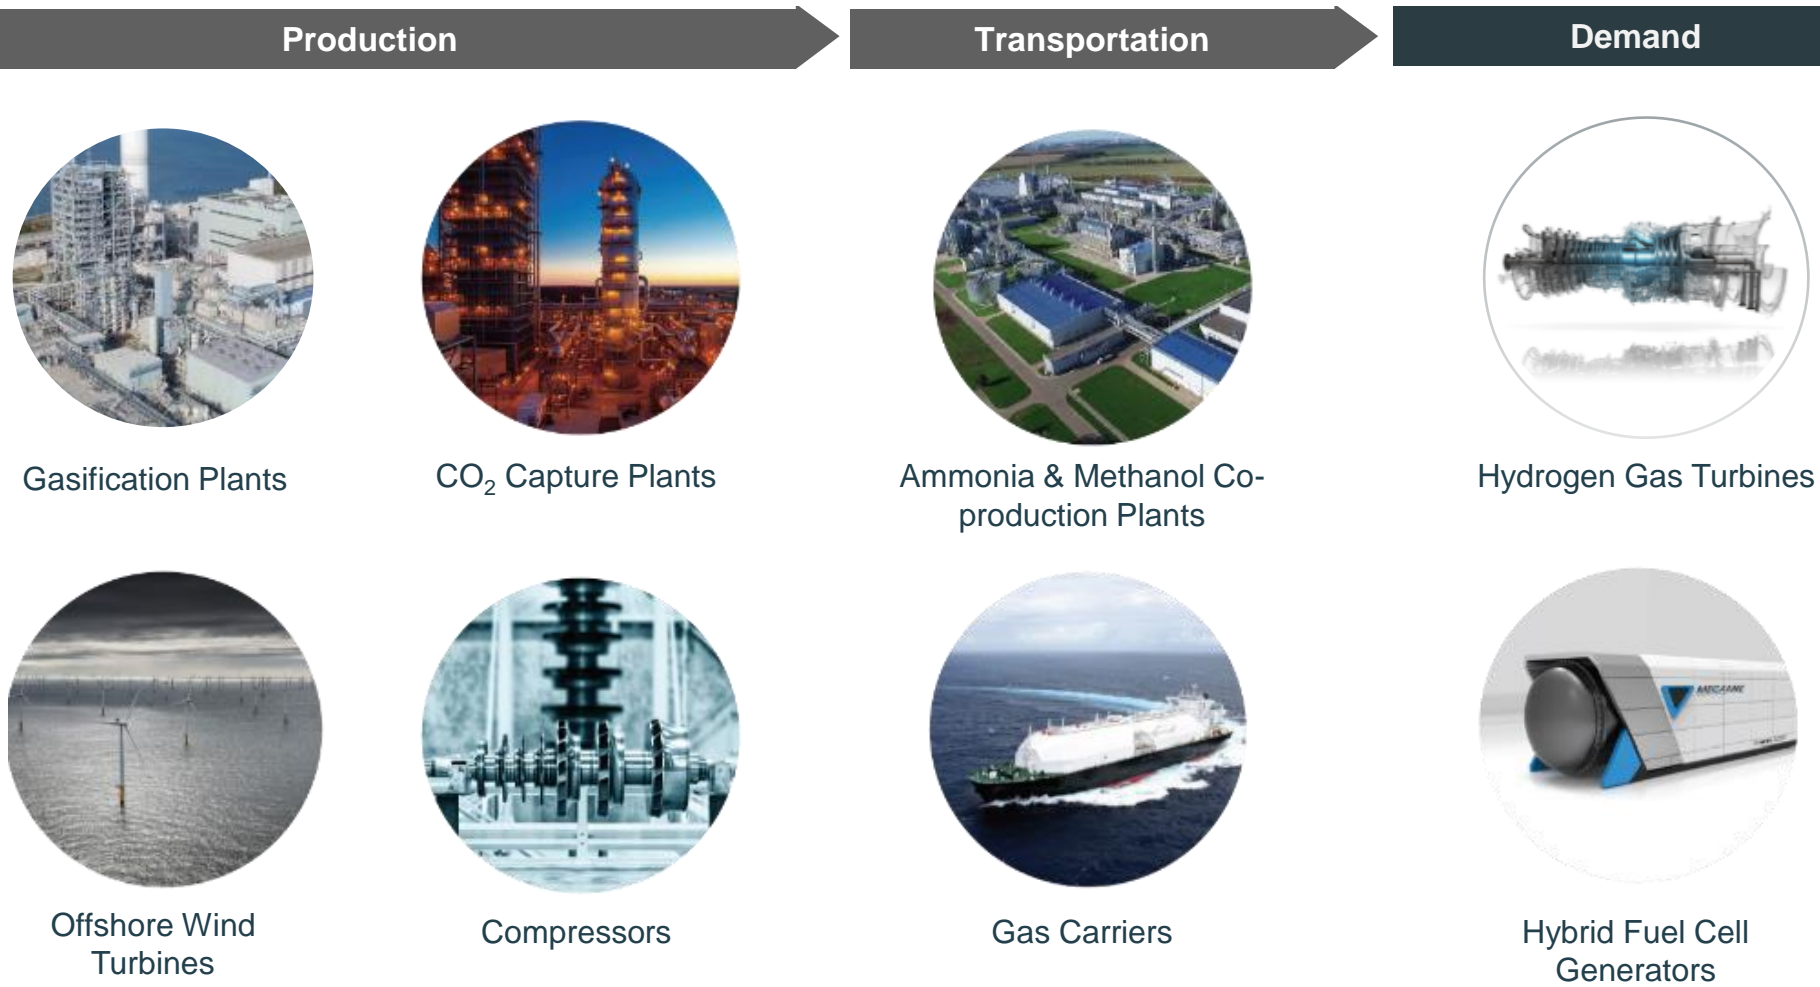 Production
Transportation
Demand
Gasification Plants
CO₂ Capture Plants
Ammonia & Methanol Co-
production Plants
Hydrogen Gas Turbines
Offshore Wind
Turbines
Compressors
Gas Carriers
Hybrid Fuel Cell
Generators